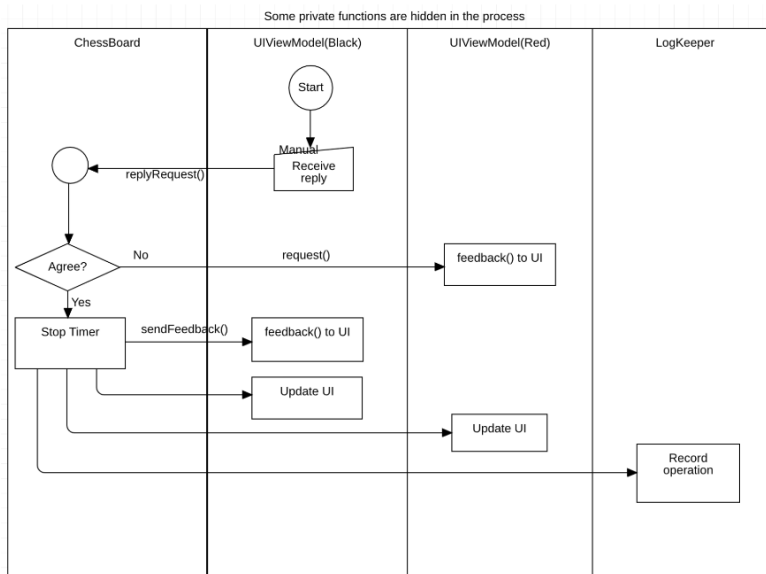 Some private functions are hidden in the process
ChessBoard
UIViewModel(Black)
UIViewModel(Red)
LogKeeper
Start
Manual
Receive
reply
replyRequest()
Agree?
No
request()
feedback() to UI
Yes
Stop Timer
sendFeedback()
feedback() to UI
Update UI
Update UI
Record
operation